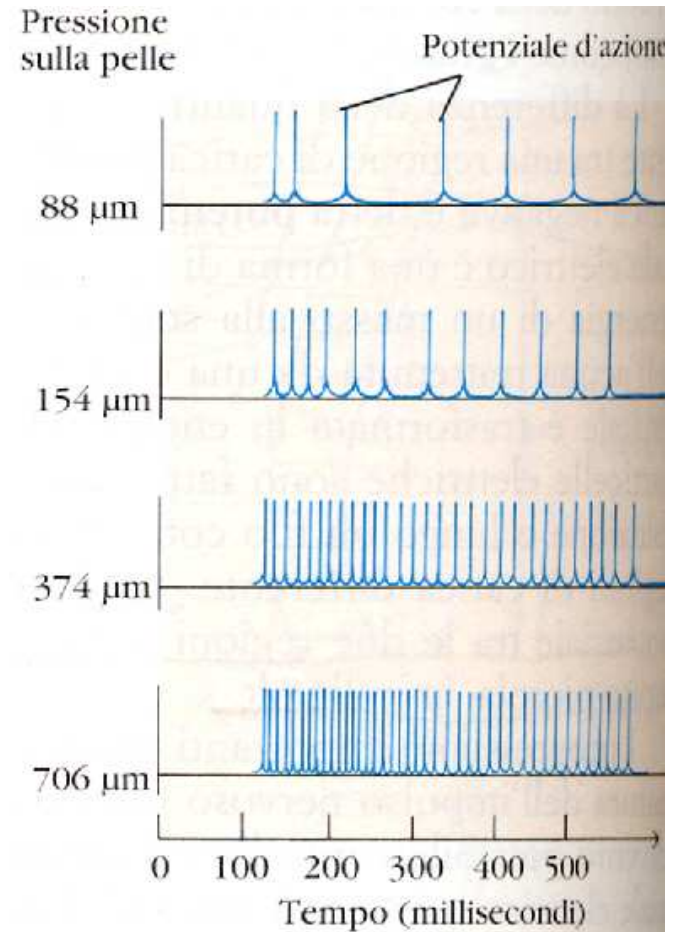 Pressione
sulla pelle
Potenziale d'azione
88 µm
154 µm
374 µm
706 µm
0 100 200 300 400 500
Tempo (millisecondi)